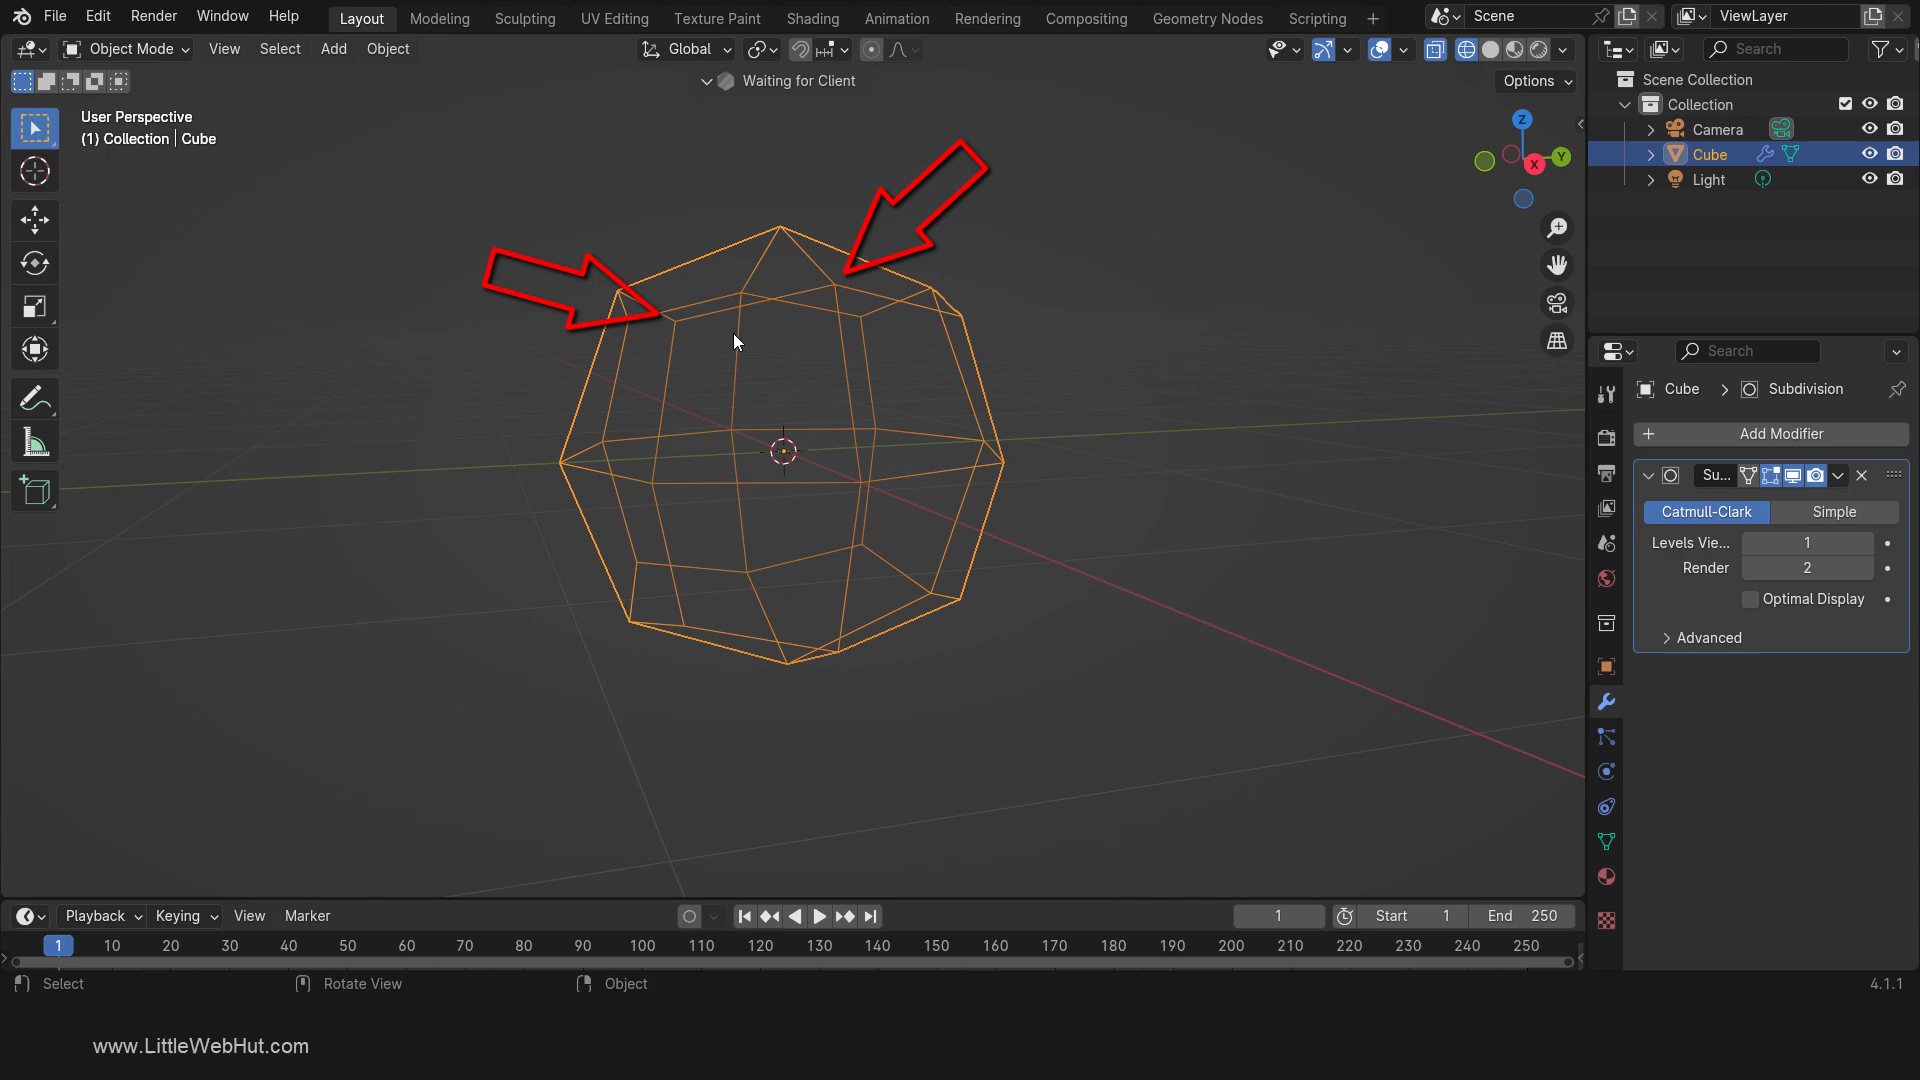 File Edit Render Window Help Layout Modeling Sculpting UV Editing Texture Paint Shading Animation Rendering Compositing Geometry Nodes Scripting + Scene ViewLayer
Object Mode View Select Add Object Global Search
Waiting for Client Options
User Perspective
(1) Collection | Cube
Z
Y
X
Scene Collection
Collection
Camera
Cube
Light
Search
Cube > Subdivision
+ Add Modifier
Su...
Catmull-Clark Simple
Levels Vie... 1
Render 2
Optimal Display
> Advanced
Playback Keying View Marker 1 Start 1 End 250
1 10 20 30 40 50 60 70 80 90 100 110 120 130 140 150 160 170 180 190 200 210 220 230 240 250
Select Rotate View Object 4.1.1
www.LittleWebHut.com